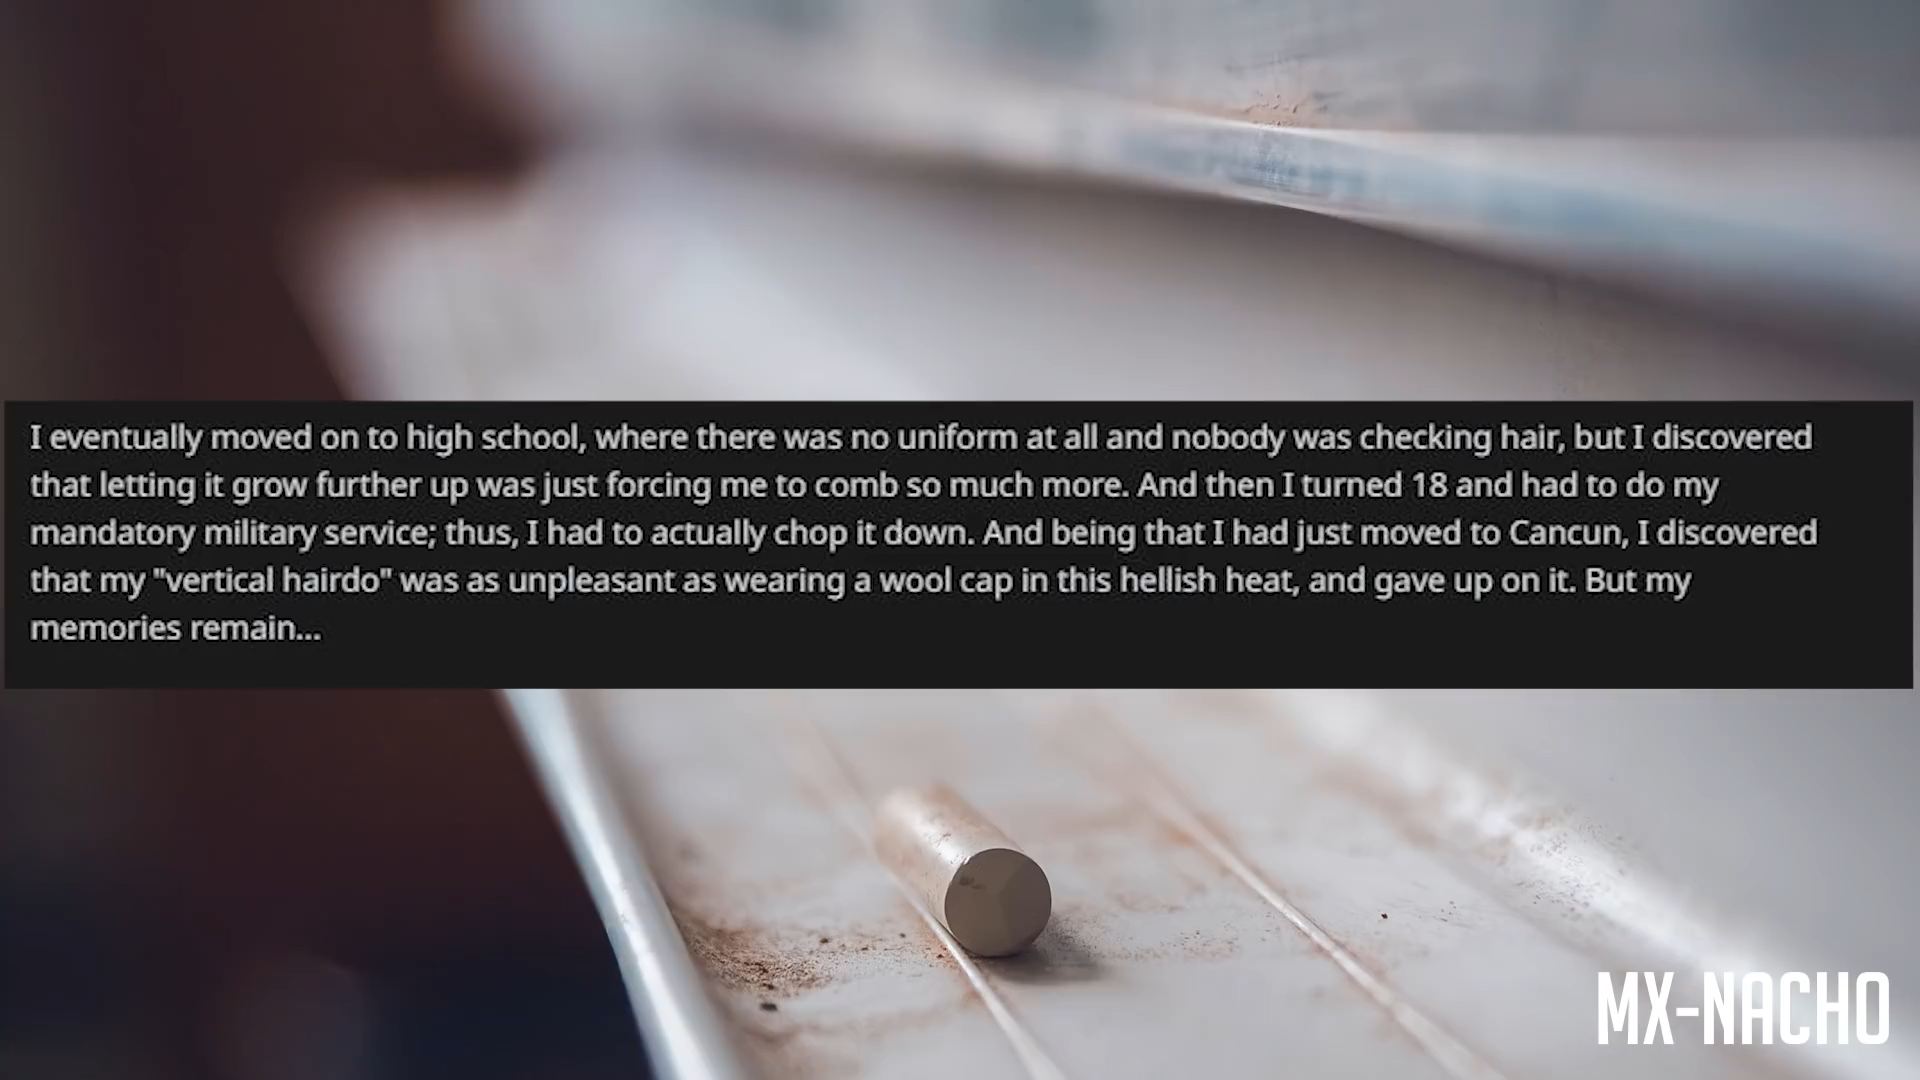 I eventually moved on to high school, where there was no uniform at all and nobody was checking hair, but I discovered
that letting it grow further up was just forcing me to comb so much more. And then I turned 18 and had to do my
mandatory military service; thus, I had to actually chop it down. And being that I had just moved to Cancun, I discovered
that my "vertical hairdo" was as unpleasant as wearing a wool cap in this hellish heat, and gave up on it. But my
memories remain...
MX-NACHO